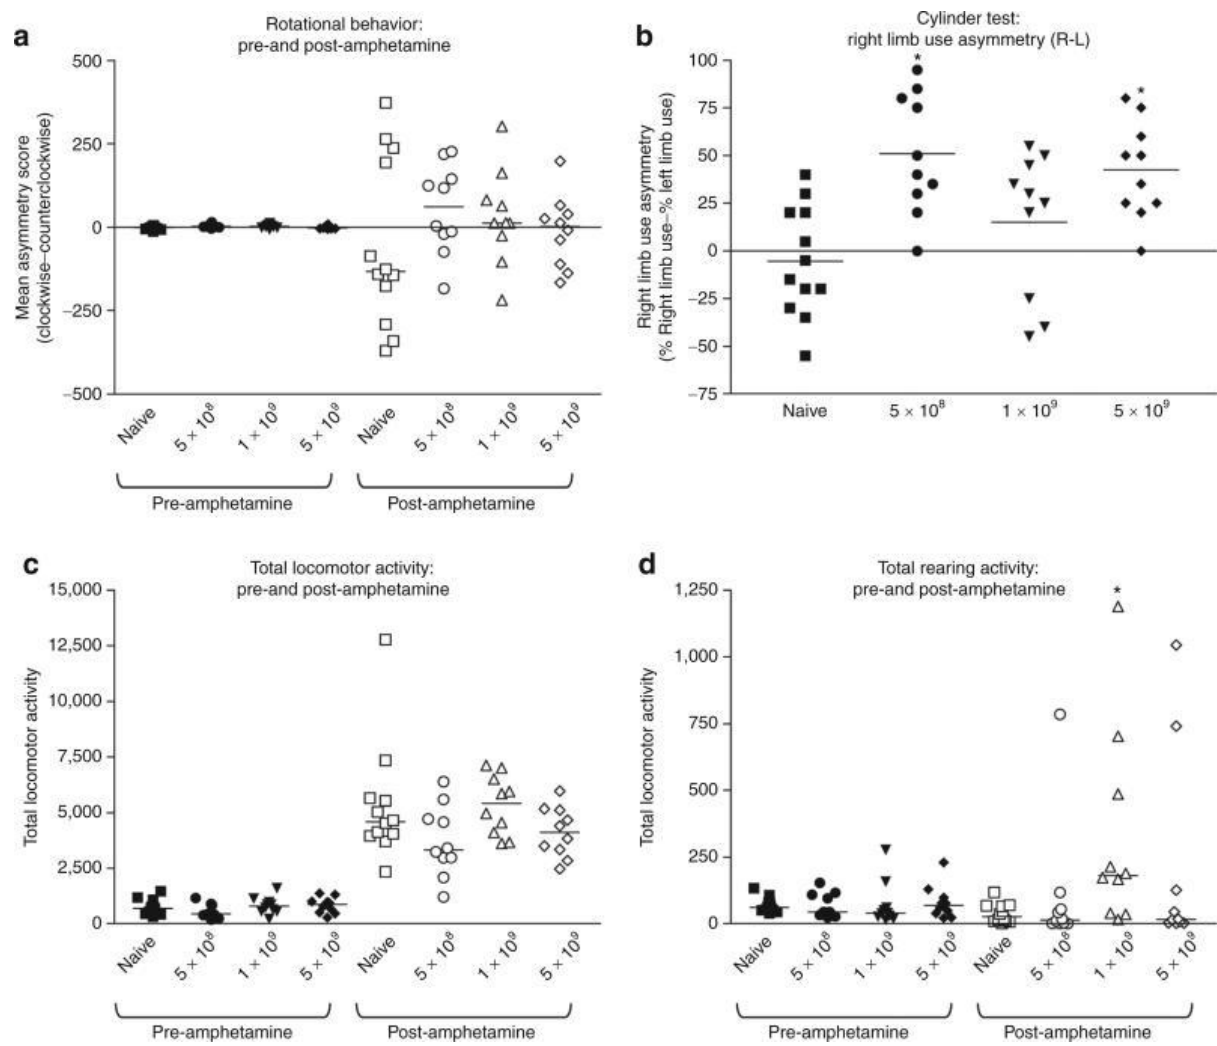 a
Rotational behavior:
pre-and post-amphetamine
Mean asymmetry score
(clockwise–counterclockwise)
500
250
0
−250
−500
Naive
5 × 10⁸
1 × 10⁹
5 × 10⁹
Naive
5 × 10⁸
1 × 10⁹
5 × 10⁹
Pre-amphetamine
Post-amphetamine
b
Cylinder test:
right limb use asymmetry (R-L)
Right limb use asymmetry
(% Right limb use–% left limb use)
100
75
50
25
0
−25
−50
−75
*
*
Naive
5 × 10⁸
1 × 10⁹
5 × 10⁹
c
Total locomotor activity:
pre-and post-amphetamine
Total locomotor activity
15,000
12,500
10,000
7,500
5,000
2,500
0
Naive
5 × 10⁸
1 × 10⁹
5 × 10⁹
Naive
5 × 10⁸
1 × 10⁹
5 × 10⁹
Pre-amphetamine
Post-amphetamine
d
Total rearing activity:
pre-and post-amphetamine
Total locomotor activity
1,250
1,000
750
500
250
0
*
Naive
5 × 10⁸
1 × 10⁹
5 × 10⁹
Naive
5 × 10⁸
1 × 10⁹
5 × 10⁹
Pre-amphetamine
Post-amphetamine